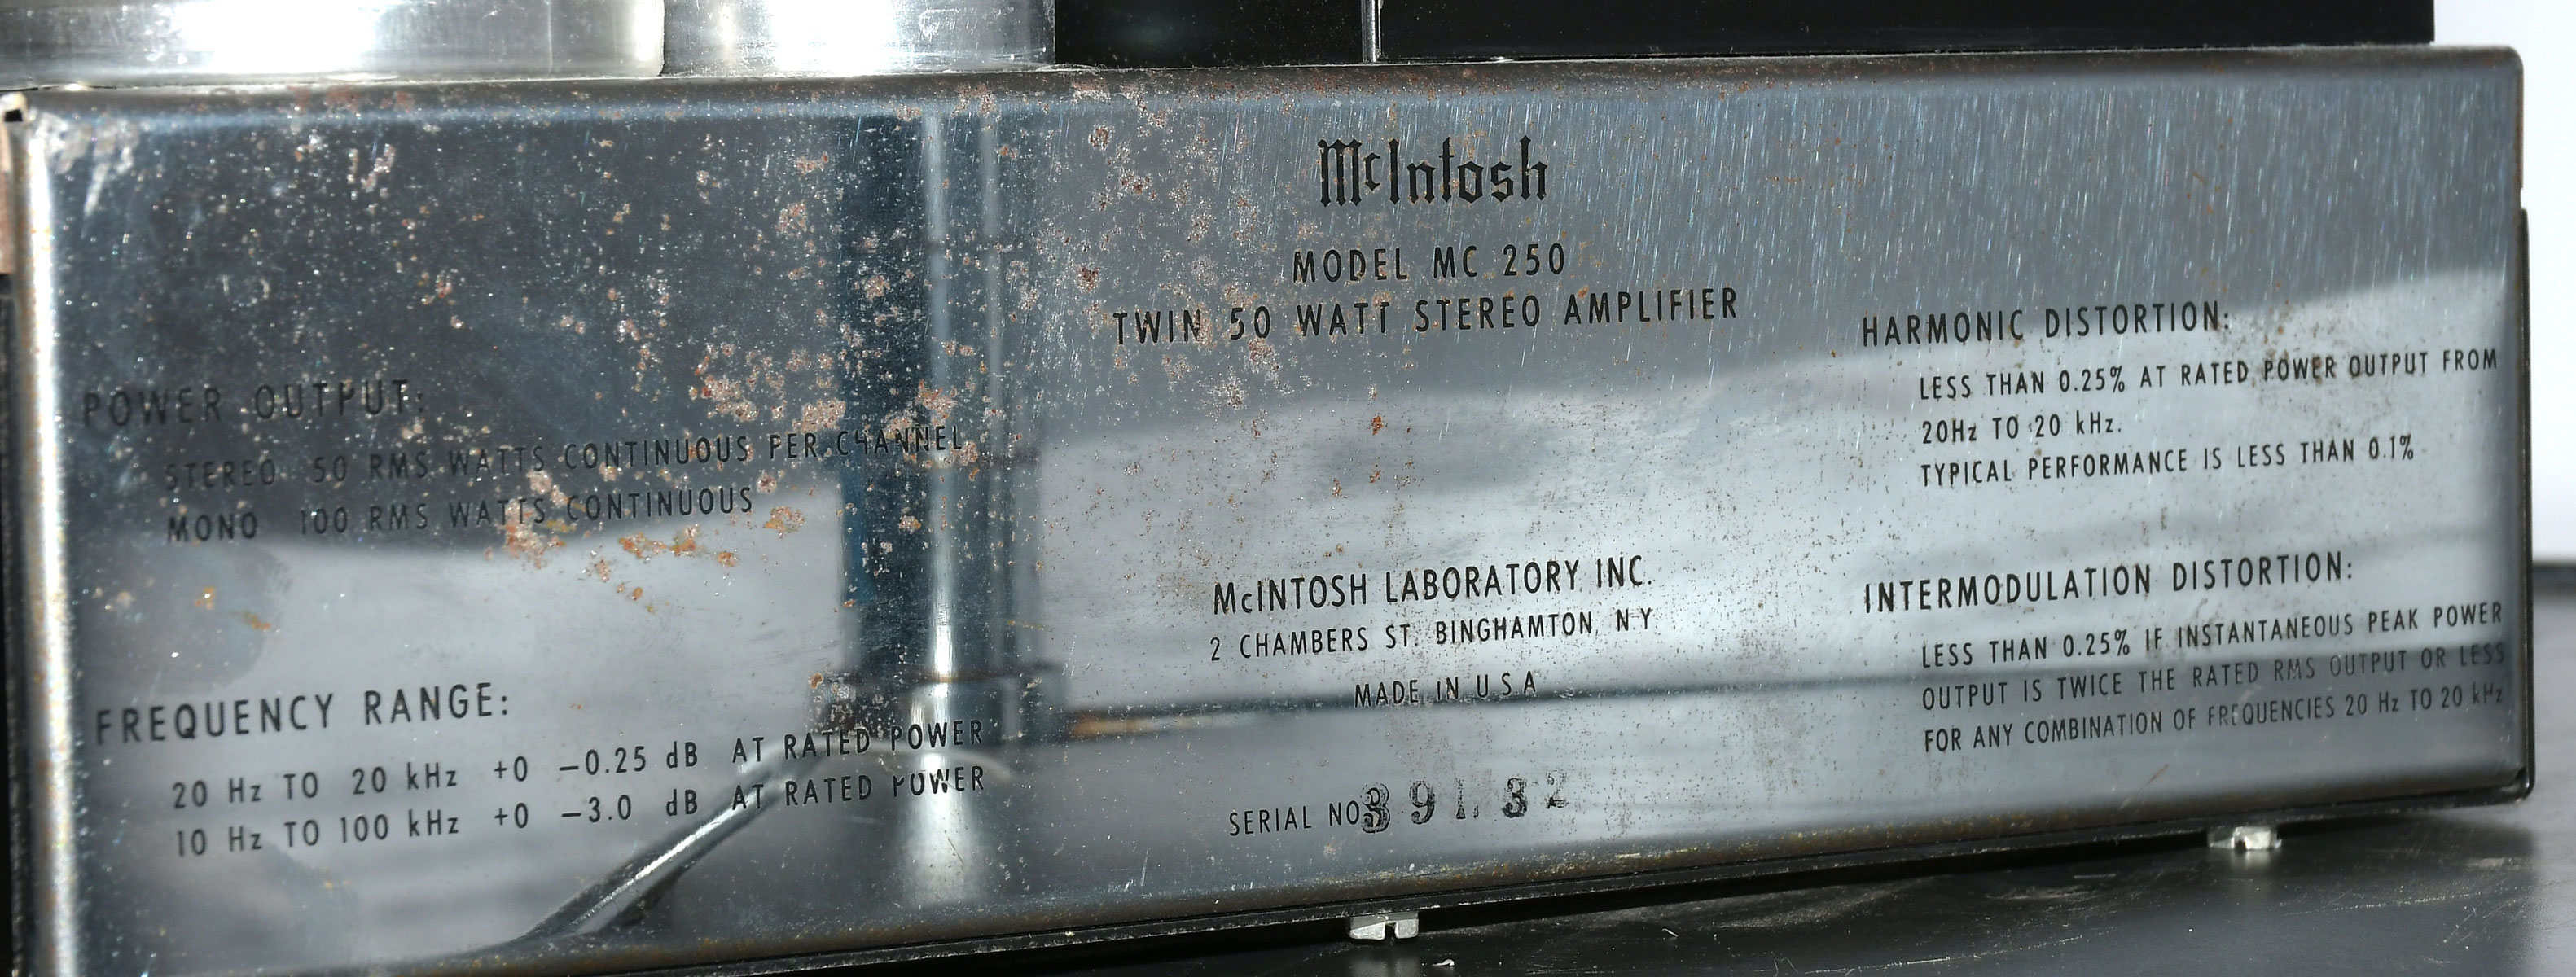 McIntosh
MODEL MC 250
TWIN 50 WATT STEREO AMPLIFIER
POWER OUTPUT:
STEREO 50 RMS WATTS CONTINUOUS PER CHANNEL
MONO 100 RMS WATTS CONTINUOUS
FREQUENCY RANGE:
20 Hz TO 20 kHz +0 −0.25 dB AT RATED POWER
10 Hz TO 100 kHz +0 −3.0 dB AT RATED POWER
McINTOSH LABORATORY INC.
2 CHAMBERS ST. BINGHAMTON, N Y
MADE IN U S A
SERIAL NO
HARMONIC DISTORTION:
LESS THAN 0.25% AT RATED POWER OUTPUT FROM
20Hz TO 20 kHz.
TYPICAL PERFORMANCE IS LESS THAN 0.1%
INTERMODULATION DISTORTION:
LESS THAN 0.25% IF INSTANTANEOUS PEAK POWER
OUTPUT IS TWICE THE RATED RMS OUTPUT OR LESS
FOR ANY COMBINATION OF FREQUENCIES 20 Hz TO 20 kHz